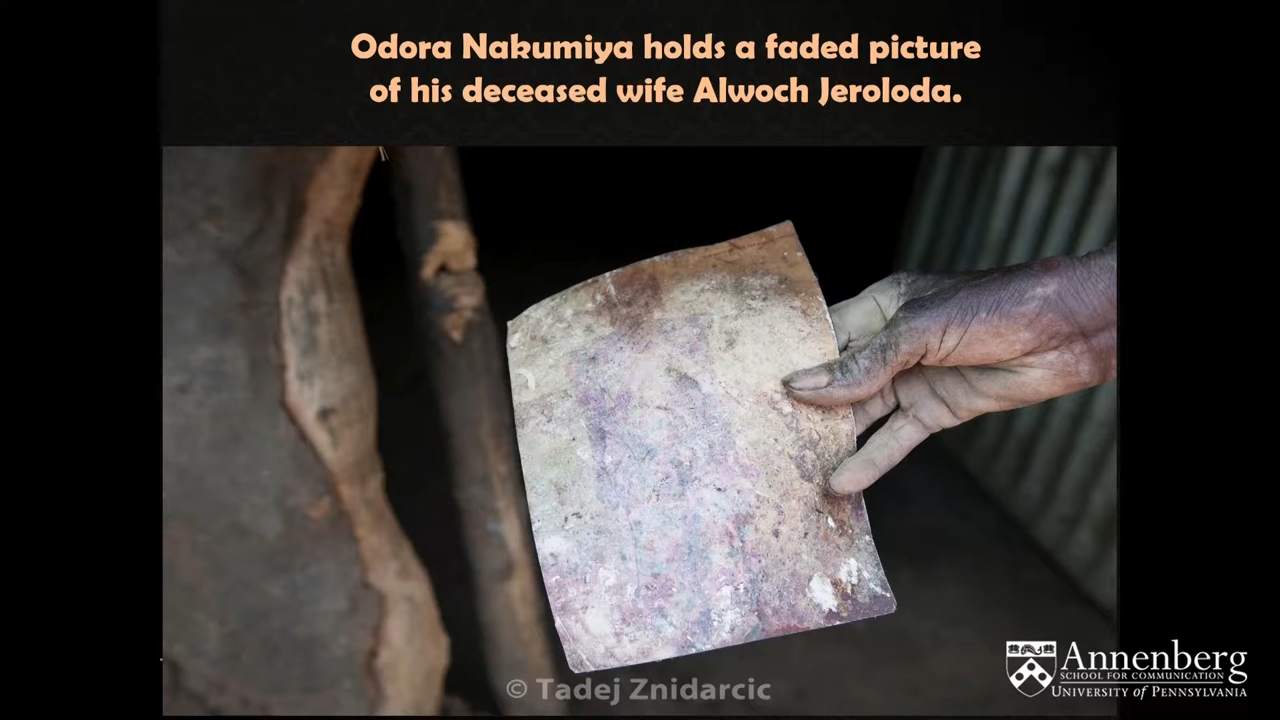 Odora Nakumiya holds a faded picture
of his deceased wife Alwoch Jeroloda.
© Tadej Znidarcic
Annenberg
SCHOOL FOR COMMUNICATION
UNIVERSITY OF PENNSYLVANIA